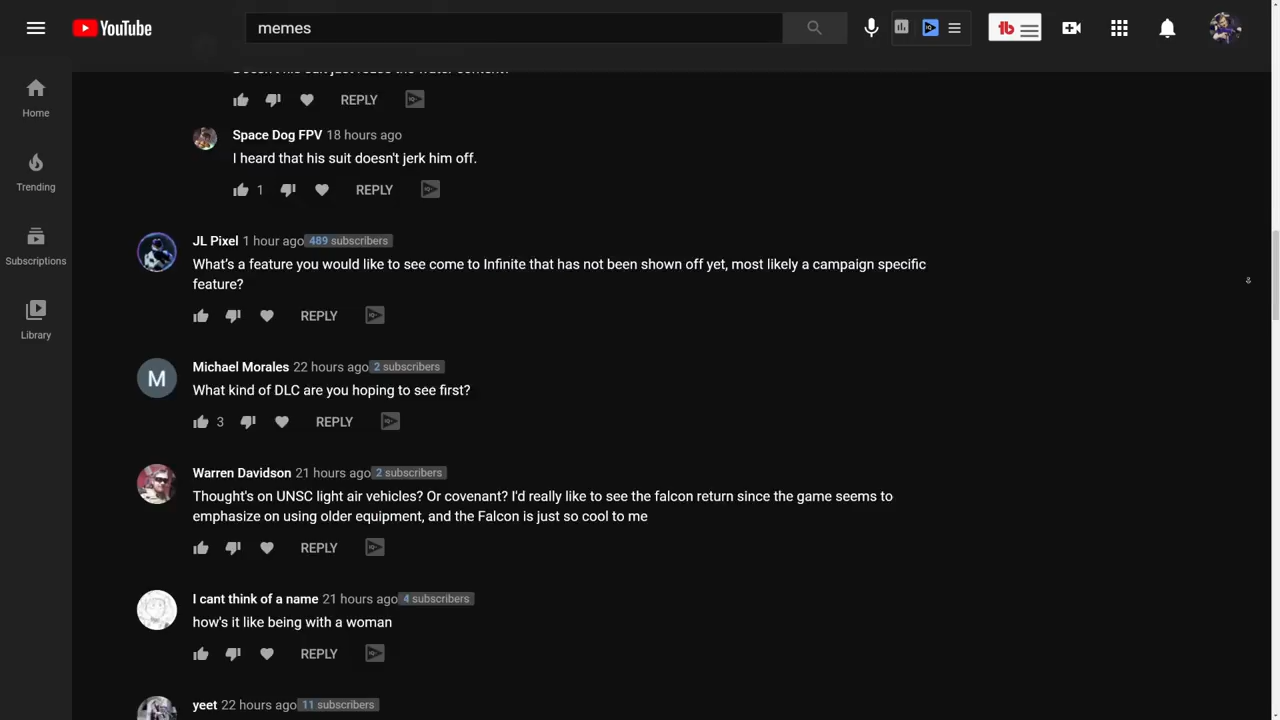 YouTube
memes
Home
Trending
Subscriptions
Library
REPLY
Space Dog FPV 18 hours ago
I heard that his suit doesn't jerk him off.
1 REPLY
JL Pixel 1 hour ago 489 subscribers
What's a feature you would like to see come to Infinite that has not been shown off yet, most likely a campaign specific
feature?
REPLY
Michael Morales 22 hours ago 2 subscribers
M
What kind of DLC are you hoping to see first?
3 REPLY
Warren Davidson 21 hours ago 2 subscribers
Thought's on UNSC light air vehicles? Or covenant? I'd really like to see the falcon return since the game seems to
emphasize on using older equipment, and the Falcon is just so cool to me
REPLY
I cant think of a name 21 hours ago 4 subscribers
how's it like being with a woman
REPLY
yeet 22 hours ago 11 subscribers